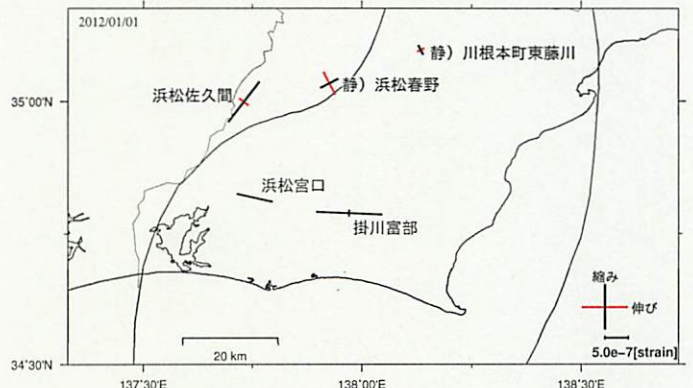 2012/01/01
静）川根本町東藤川
35°00'N
浜松佐久間
静）浜松春野
浜松宮口
掛川富部
縮み
伸び
20 km
5.0e-7[strain]
34°30'N
137°30'E
138°00'E
138°30'E